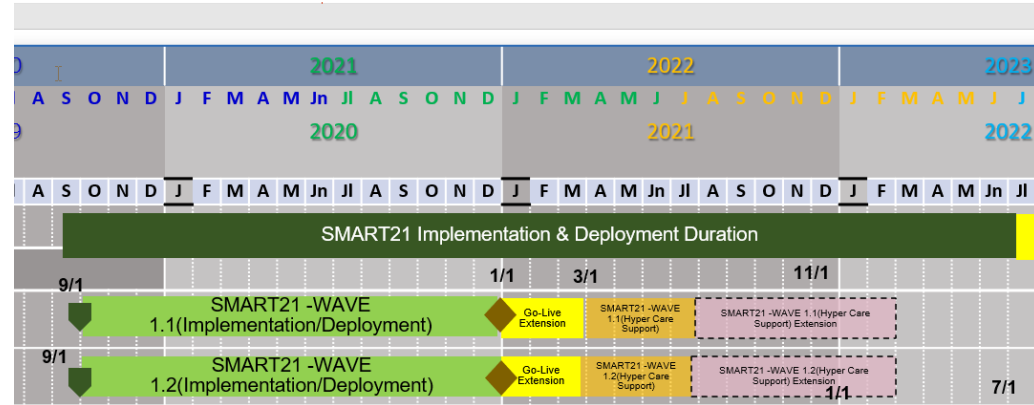 2021 2022 2023
A S O N D J F M A M Jn Jl A S O N D J F M A M J J A S O N D J F M A M J J
2020 2021 2022
A S O N D J F M A M Jn Jl A S O N D J F M A M Jn Jl A S O N D J F M A M Jn Jl
SMART21 Implementation & Deployment Duration
9/1 1/1 3/1 11/1
SMART21 -WAVE
1.1(Implementation/Deployment)
Go-Live
Extension
SMART21 -WAVE
1.1(Hyper Care
Support)
SMART21 -WAVE 1.1(Hyper Care
Support) Extension
9/1
SMART21 -WAVE
1.2(Implementation/Deployment)
Go-Live
Extension
SMART21 -WAVE
1.2(Hyper Care
Support)
SMART21 -WAVE 1.2(Hyper Care
Support) Extension
1/1 7/1